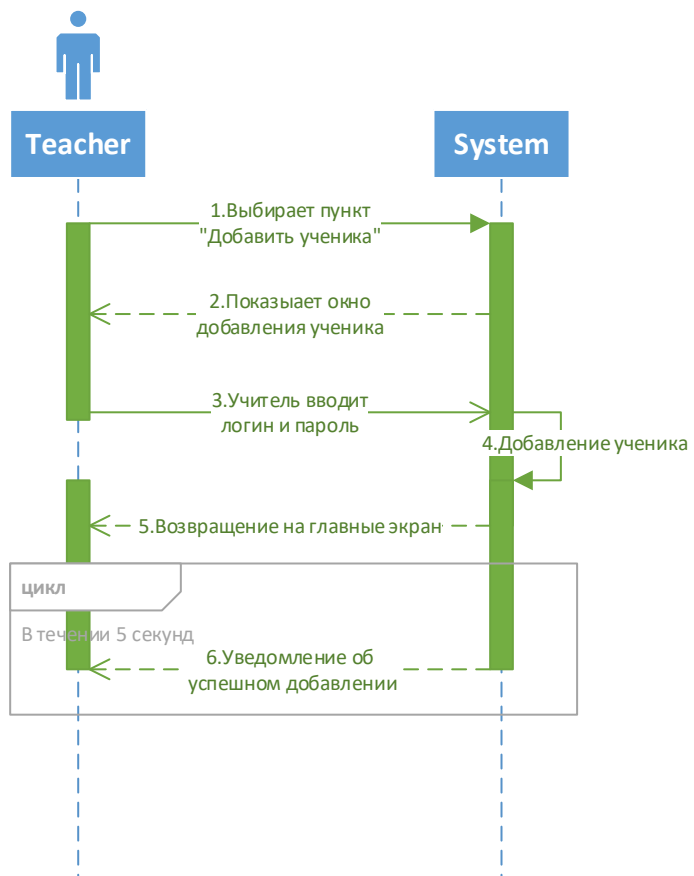 Teacher
System
1.Выбирает пункт
"Добавить ученика"
2.Показыаает окно
добавления ученика
3.Учитель вводит
логин и пароль
4.Добавление ученика
5.Возвращение на главные экран
цикл
В течении 5 секунд
6.Уведомление об
успешном добавлении